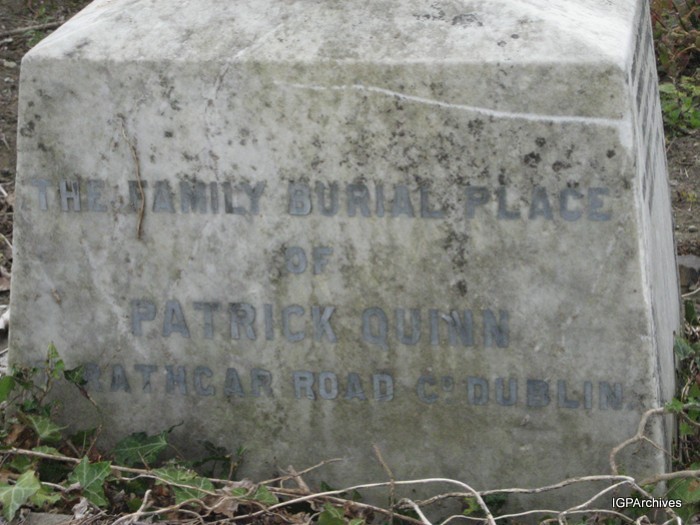 THE FAMILY BURIAL PLACE
OF
PATRICK QUINN
RATHGAR ROAD Co DUBLIN
IGPArchives